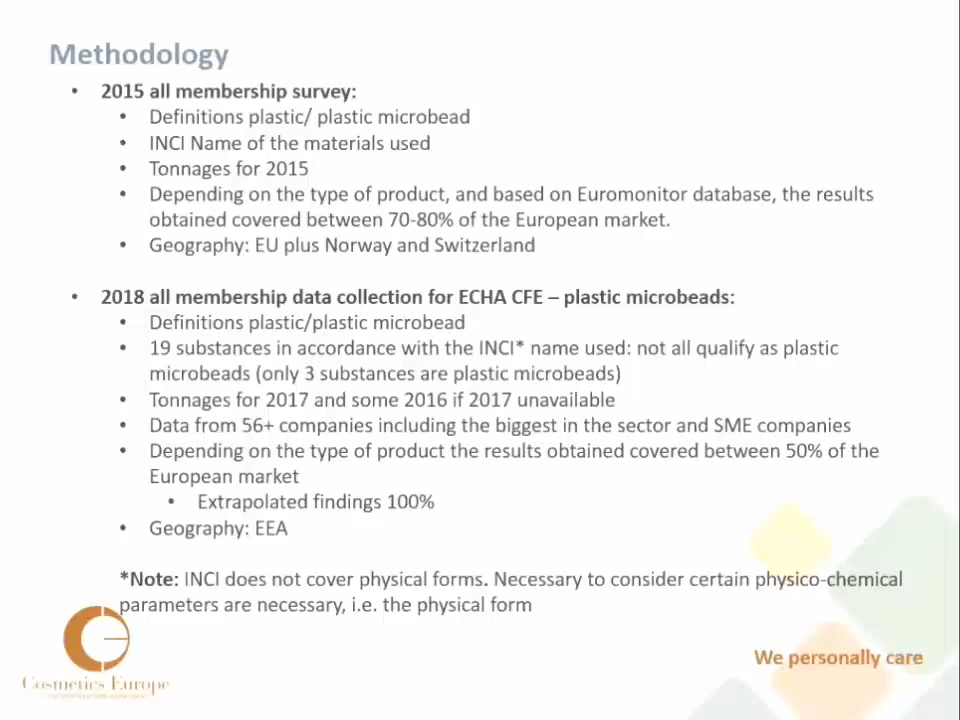 Methodology
• 2015 all membership survey:
• Definitions plastic/ plastic microbead
• INCI Name of the materials used
• Tonnages for 2015
• Depending on the type of product, and based on Euromonitor database, the results
obtained covered between 70-80% of the European market.
• Geography: EU plus Norway and Switzerland
• 2018 all membership data collection for ECHA CFE – plastic microbeads:
• Definitions plastic/plastic microbead
• 19 substances in accordance with the INCI* name used: not all qualify as plastic
microbeads (only 3 substances are plastic microbeads)
• Tonnages for 2017 and some 2016 if 2017 unavailable
• Data from 56+ companies including the biggest in the sector and SME companies
• Depending on the type of product the results obtained covered between 50% of the
European market
• Extrapolated findings 100%
• Geography: EEA
*Note: INCI does not cover physical forms. Necessary to consider certain physico-chemical
parameters are necessary, i.e. the physical form
We personally care
Cosmetics Europe